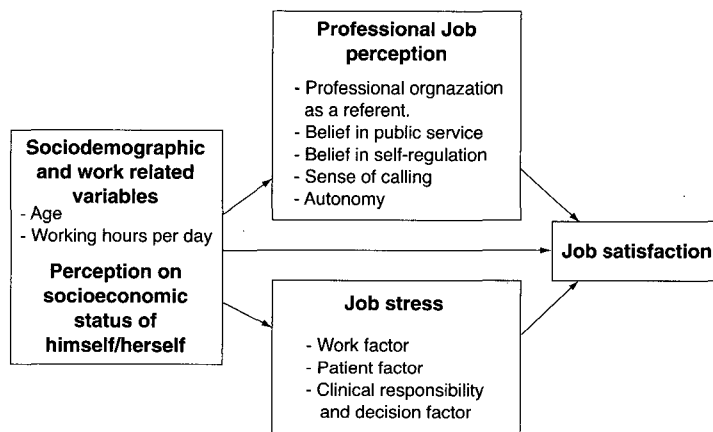 Professional Job
perception
- Professional orgnazation
as a referent.
- Belief in public service
- Belief in self-regulation
- Sense of calling
- Autonomy
Sociodemographic
and work related
variables
- Age
- Working hours per day
Perception on
socioeconomic
status of
himself/herself
Job satisfaction
Job stress
- Work factor
- Patient factor
- Clinical responsibility
and decision factor